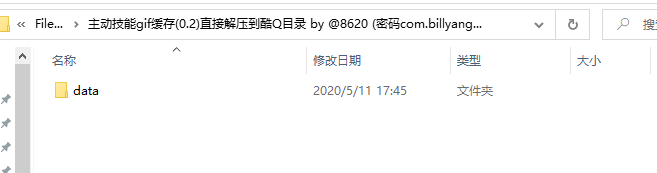 « File... › 主动技能gif缓存(0.2)直接解压到酷Q目录 by @8620 (密码com.billyang...
名称 修改日期 类型 大小
data 2020/5/11 17:45 文件夹